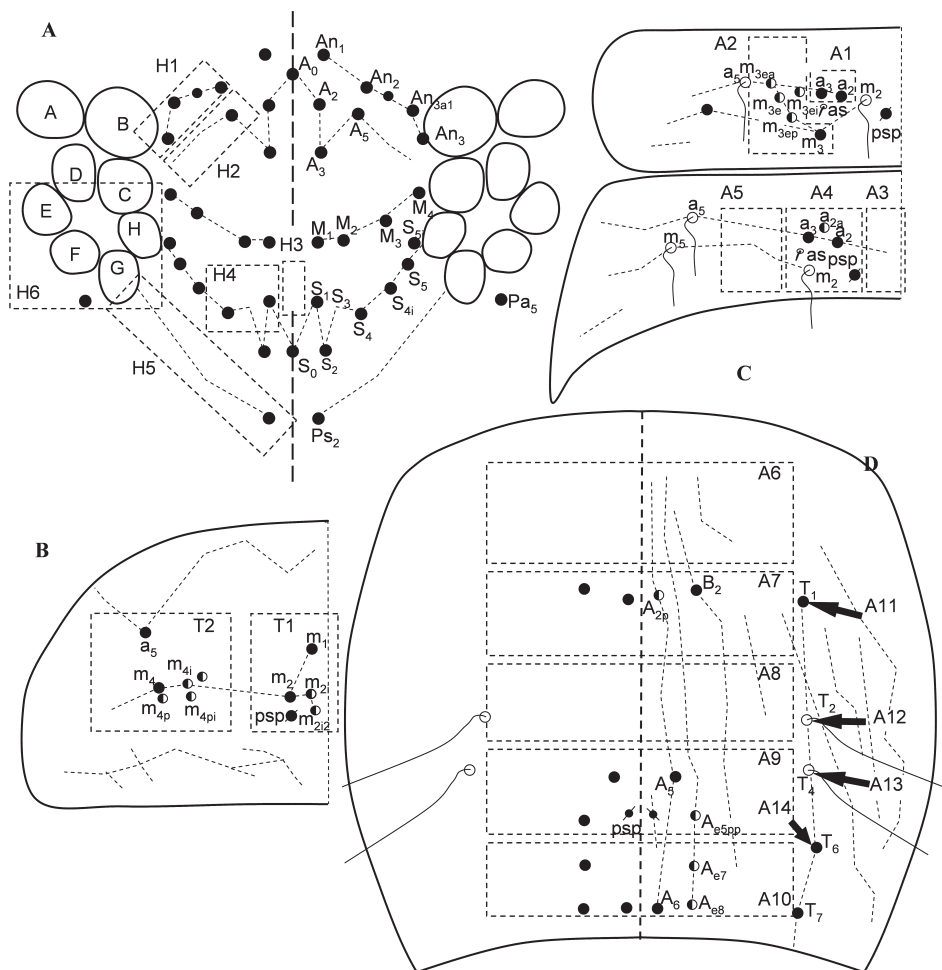 A
An1
A0
H1
An2
A2
An3a1
A5
An3
A
B
H2
A3
D
C
E
M4
H
H3
M1
M2
M3
S5i
F
G
S5
H4
H6
S1
S3
S4i
Pa5
S4
S0
S2
H5
Ps2
A2
A1
a5
m3ea
a3
a2
m2
m3e
m3ei
as
psp
m3ep
m3
A5
A4
A3
a5
a2a
a3
a2
m5
as
psp
m2
C
B
T2
T1
a5
m1
m4i
m4
m2
m2i
m4p
m4pi
psp
m2i2
D
A6
A7
B2
T1
A2p
A11
A8
T2
A12
A9
A5
T4
A13
A14
psp
Ae5pp
T6
Ae7
A6
Ae8
A10
T7